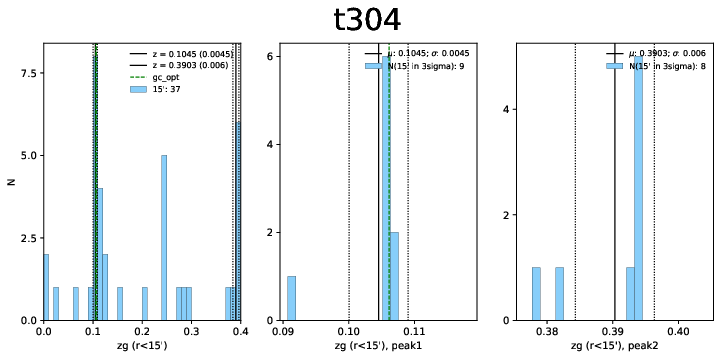 t304
z = 0.1045 (0.0045)
z = 0.3903 (0.006)
gc_opt
15': 37
N
7.5
5.0
2.5
0.0
0.0 0.1 0.2 0.3 0.4
zg (r<15')
μ: 0.1045; σ: 0.0045
N(15' in 3sigma): 9
6
4
2
0
0.09 0.10 0.11
zg (r<15'), peak1
μ: 0.3903; σ: 0.006
N(15' in 3sigma): 8
4
2
0
0.38 0.39 0.40
zg (r<15'), peak2